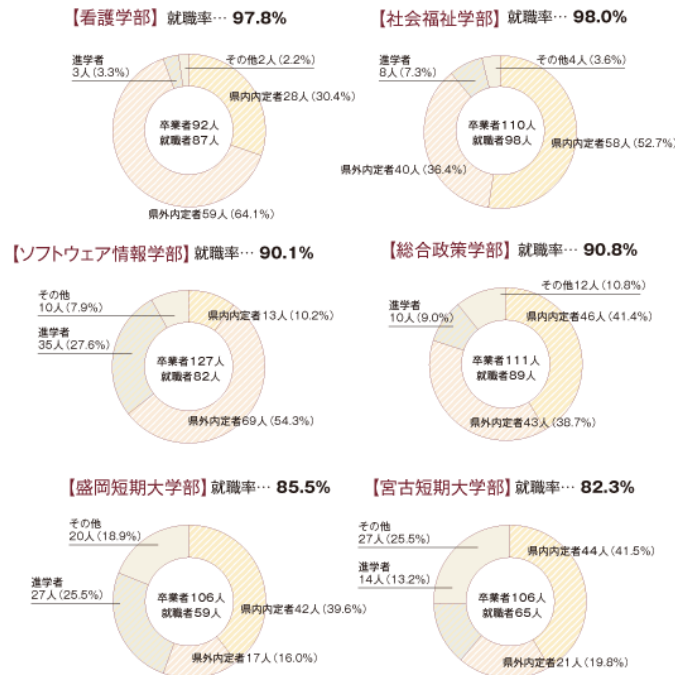 【看護学部】就職率… 97.8%
進学者
3人(3.3%)
その他2人(2.2%)
県内内定者28人(30.4%)
卒業者92人
就職者87人
県外内定者59人(64.1%)
【社会福祉学部】就職率… 98.0%
進学者
8人(7.3%)
その他4人(3.6%)
県内内定者58人(52.7%)
卒業者110人
就職者98人
県外内定者40人(36.4%)
【ソフトウェア情報学部】就職率… 90.1%
その他
10人(7.9%)
進学者
35人(27.6%)
県内内定者13人(10.2%)
卒業者127人
就職者82人
県外内定者69人(54.3%)
【総合政策学部】就職率… 90.8%
その他12人(10.8%)
進学者
10人(9.0%)
県内内定者46人(41.4%)
卒業者111人
就職者89人
県外内定者43人(38.7%)
【盛岡短期大学部】就職率… 85.5%
その他
20人(18.9%)
進学者
27人(25.5%)
卒業者106人
就職者59人
県内内定者42人(39.6%)
県外内定者17人(16.0%)
【宮古短期大学部】就職率… 82.3%
その他
27人(25.5%)
進学者
14人(13.2%)
県内内定者44人(41.5%)
卒業者106人
就職者65人
県外内定者21人(19.8%)